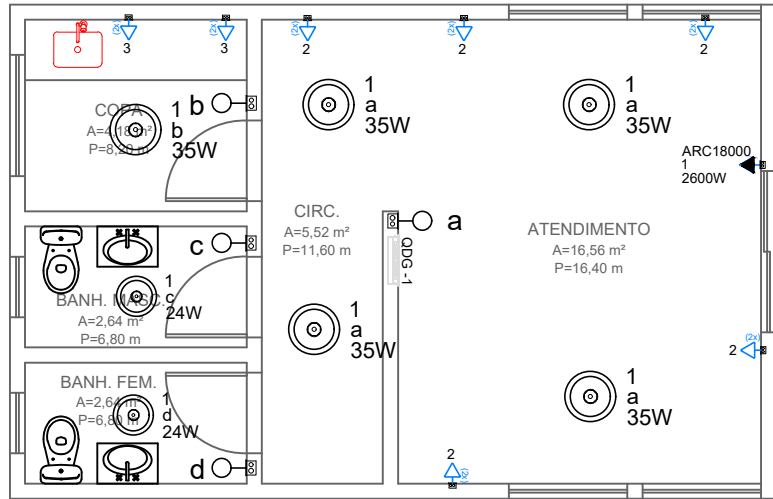 (2x)
3
(2x)
3
(2x)
2
(2x)
2
(2x)
2
COPA
A=4,18 m²
P=8,20 m
1
b
35W
b
1
a
35W
1
a
35W
ARC18000
1
2600W
CIRC.
A=5,52 m²
P=11,60 m
a
QDG -1
ATENDIMENTO
A=16,56 m²
P=16,40 m
c
BANH. MASC.
A=2,64 m²
P=6,80 m
1
c
24W
1
a
35W
(2x)
2
BANH. FEM.
A=2,64 m²
P=6,80 m
1
d
24W
d
1
a
35W
2
(2x)